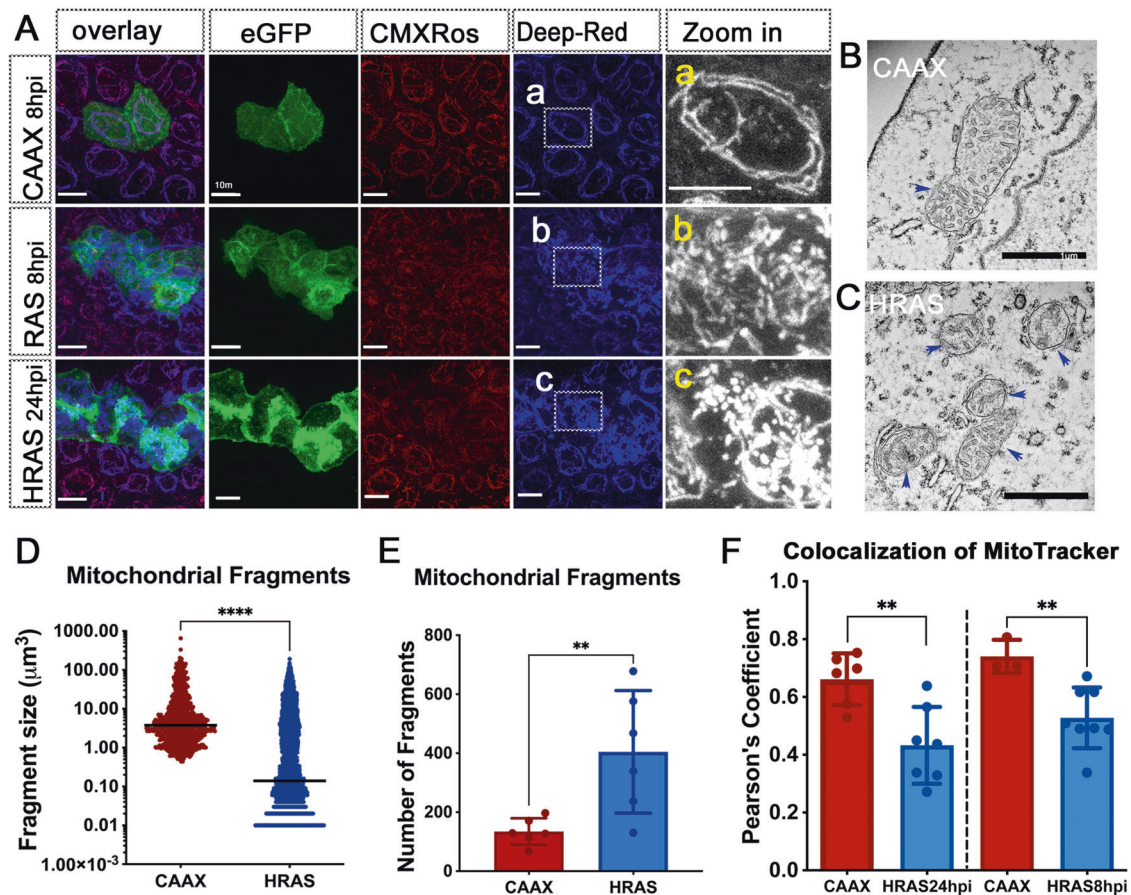 A
overlay
eGFP
CMXRos
Deep-Red
Zoom in
CAAX 8hpi
10m
a
a
RAS 8hpi
b
b
HRAS 24hpi
c
c
B
CAAX
1um
C
HRAS
D
Mitochondrial Fragments
****
Fragment size (μm³)
1000.00
100.00
10.00
1.00
0.10
0.01
1.00×10⁻³
CAAX
HRAS
E
Mitochondrial Fragments
**
Number of Fragments
800
600
400
200
0
CAAX
HRAS
F
Colocalization of MitoTracker
**
**
Pearson's Coefficient
1.0
0.8
0.6
0.4
0.2
0.0
CAAX
HRAS24hpi
CAAX
HRAS8hpi